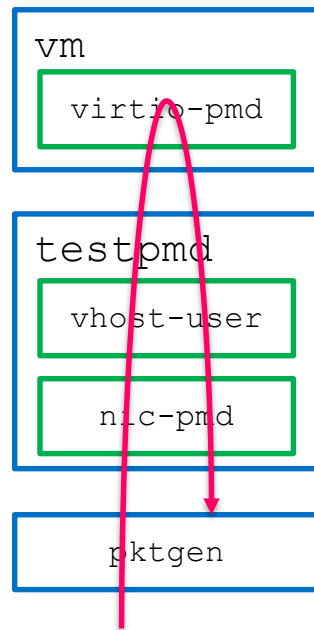 vm
virtio-pmd
testpmd
vhost-user
nic-pmd
pktgen